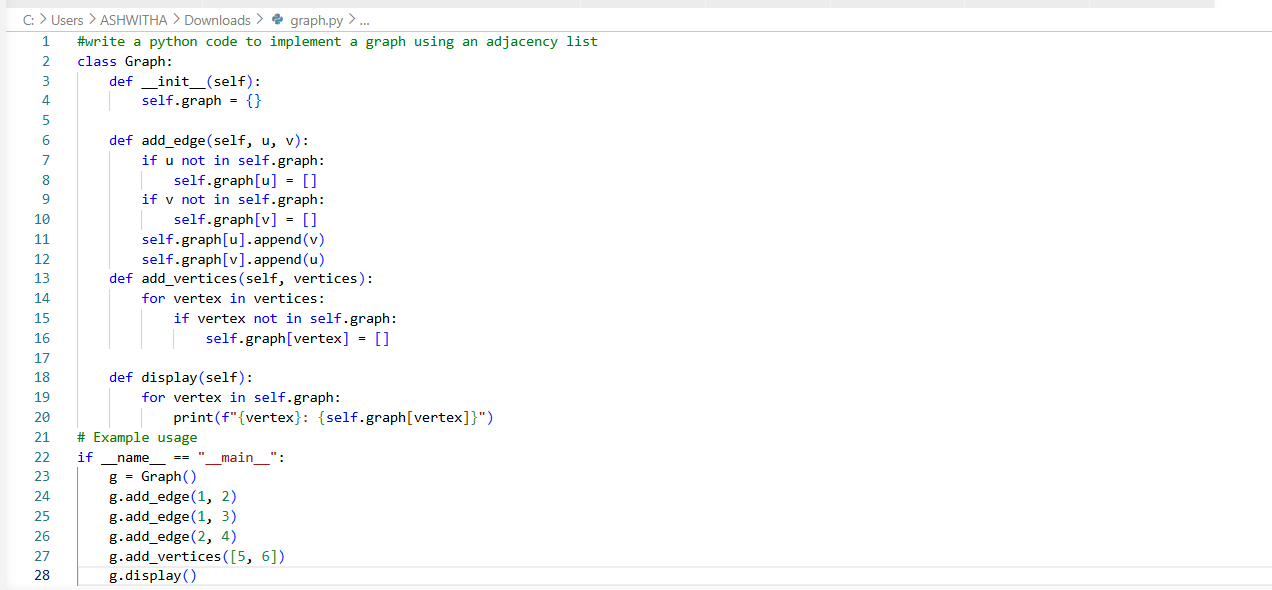 C: > Users > ASHWITHA > Downloads > graph.py > ...
1 #write a python code to implement a graph using an adjacency list
2 class Graph:
3     def __init__(self):
4         self.graph = {}
5
6     def add_edge(self, u, v):
7         if u not in self.graph:
8             self.graph[u] = []
9         if v not in self.graph:
10             self.graph[v] = []
11         self.graph[u].append(v)
12         self.graph[v].append(u)
13     def add_vertices(self, vertices):
14         for vertex in vertices:
15             if vertex not in self.graph:
16                 self.graph[vertex] = []
17
18     def display(self):
19         for vertex in self.graph:
20             print(f"{vertex}: {self.graph[vertex]}")
21 # Example usage
22 if __name__ == "__main__":
23     g = Graph()
24     g.add_edge(1, 2)
25     g.add_edge(1, 3)
26     g.add_edge(2, 4)
27     g.add_vertices([5, 6])
28     g.display()